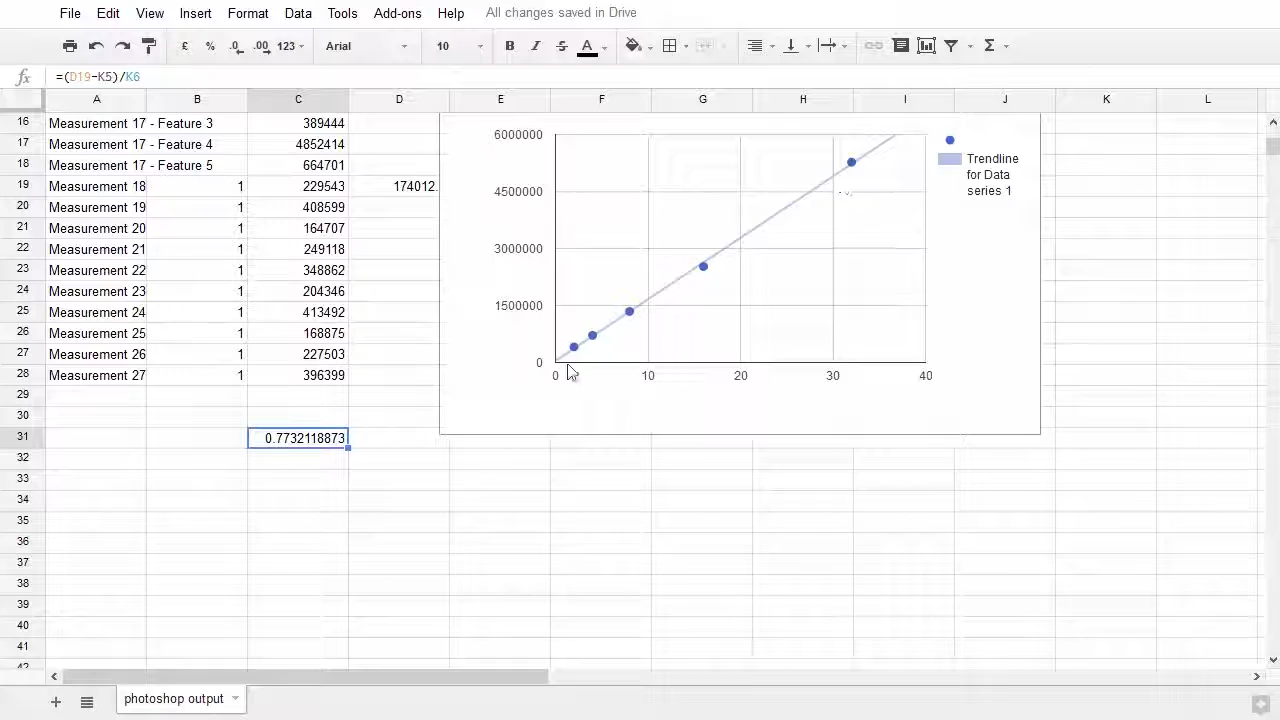 File Edit View Insert Format Data Tools Add-ons Help All changes saved in Drive
£ % .0 .00 123 Arial 10 B I S A Σ
fx =(D19-K5)/K6
A B C D E F G H I J K L
16 Measurement 17 - Feature 3 389444
17 Measurement 17 - Feature 4 4852414
18 Measurement 17 - Feature 5 664701
19 Measurement 18 1 229543 174012.
20 Measurement 19 1 408599
21 Measurement 20 1 164707
22 Measurement 21 1 249118
23 Measurement 22 1 348862
24 Measurement 23 1 204346
25 Measurement 24 1 413492
26 Measurement 25 1 168875
27 Measurement 26 1 227503
28 Measurement 27 1 396399
29
30
31 0.7732118873
32
33
34
35
36
37
38
39
40
41
42
6000000
4500000
3000000
1500000
0
0 10 20 30 40
Trendline
for Data
series 1
photoshop output